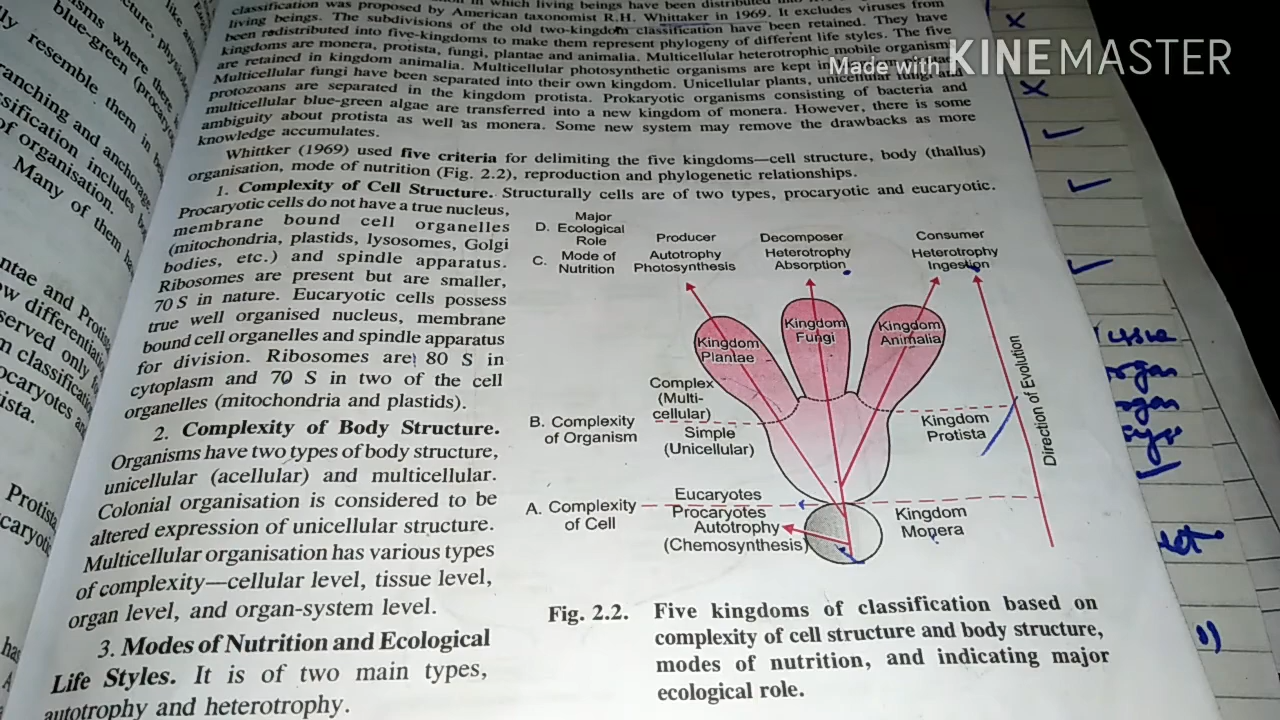 in which living beings have been distributed into
classification was proposed by American taxonomist R.H. Whittaker in 1969. It excludes viruses from
living beings. The subdivisions of the old two-kingdom classification have been retained. They have
been redistributed into five-kingdoms to make them represent phylogeny of different life styles. The five
kingdoms are monera, protista, fungi, plantae and animalia. Multicellular heterotrophic mobile organism
are retained in kingdom animalia. Multicellular photosynthetic organisms are kept in
Multicellular fungi have been separated into their own kingdom. Unicellular plants,
protozoans are separated in the kingdom protista. Prokaryotic organisms consisting of bacteria and
multicellular blue-green algae are transferred into a new kingdom of monera. However, there is some
ambiguity about protista as well as monera. Some new system may remove the drawbacks as more
knowledge accumulates.
Made with KINEMASTER
Whittker (1969) used five criteria for delimiting the five kingdoms—cell structure, body (thallus)
organisation, mode of nutrition (Fig. 2.2), reproduction and phylogenetic relationships.
1. Complexity of Cell Structure. Structurally cells are of two types, procaryotic and eucaryotic.
Procaryotic cells do not have a true nucleus,
membrane bound cell organelles
(mitochondria, plastids, lysosomes, Golgi
bodies, etc.) and spindle apparatus.
Ribosomes are present but are smaller,
70 S in nature. Eucaryotic cells possess
true well organised nucleus, membrane
bound cell organelles and spindle apparatus
for division. Ribosomes are 80 S in
cytoplasm and 70 S in two of the cell
organelles (mitochondria and plastids).
2. Complexity of Body Structure.
Organisms have two types of body structure,
unicellular (acellular) and multicellular.
Colonial organisation is considered to be
altered expression of unicellular structure.
Multicellular organisation has various types
of complexity—cellular level, tissue level,
organ level, and organ-system level.
3. Modes of Nutrition and Ecological
Life Styles. It is of two main types,
autotrophy and heterotrophy.
D. Major Ecological Role
Producer
Decomposer
Consumer
C. Mode of Nutrition
Autotrophy Photosynthesis
Heterotrophy Absorption
Heterotrophy Ingestion
Kingdom Plantae
Kingdom Fungi
Kingdom Animalia
Complex (Multi-cellular)
B. Complexity of Organism
Simple (Unicellular)
Kingdom Protista
Direction of Evolution
A. Complexity of Cell
Eucaryotes
Procaryotes
Autotrophy
(Chemosynthesis)
Kingdom Monera
Fig. 2.2. Five kingdoms of classification based on
complexity of cell structure and body structure,
modes of nutrition, and indicating major
ecological role.